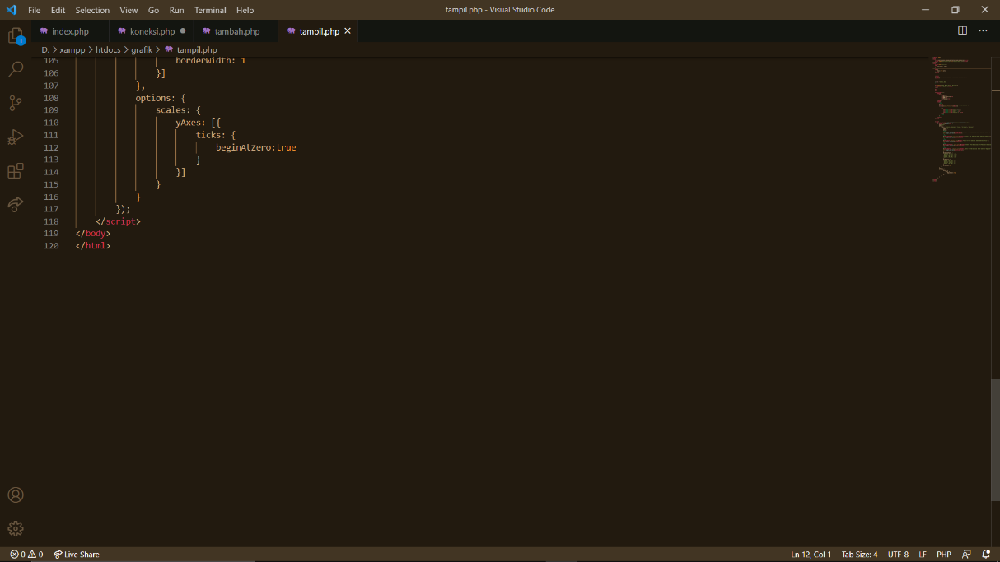 File Edit Selection View Go Run Terminal Help
tampil.php - Visual Studio Code
index.php koneksi.php tambah.php tampil.php
D: > xampp > htdocs > grafik > tampil.php
1
105 borderWidth: 1
106 }]
107 },
108 options: {
109 scales: {
110 yAxes: [{
111 ticks: {
112 beginAtZero:true
113 }
114 }]
115 }
116 }
117 });
118 </script>
119 </body>
120 </html>
0 0 Live Share
Ln 12, Col 1 Tab Size: 4 UTF-8 LF PHP